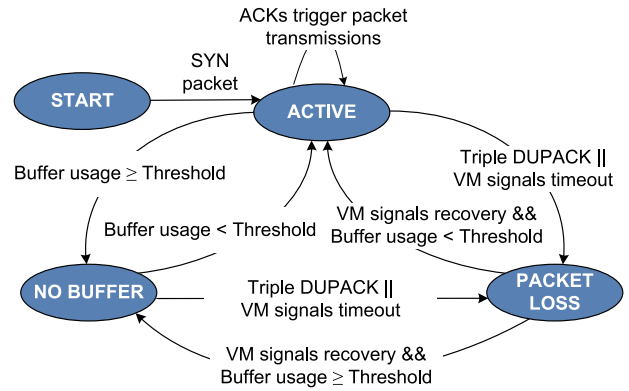 ACKs trigger packet
transmissions
SYN
packet
START
ACTIVE
Buffer usage ≥ Threshold
Triple DUPACK ||
VM signals timeout
Buffer usage < Threshold
VM signals recovery &&
Buffer usage < Threshold
NO BUFFER
Triple DUPACK ||
VM signals timeout
PACKET
LOSS
VM signals recovery &&
Buffer usage ≥ Threshold